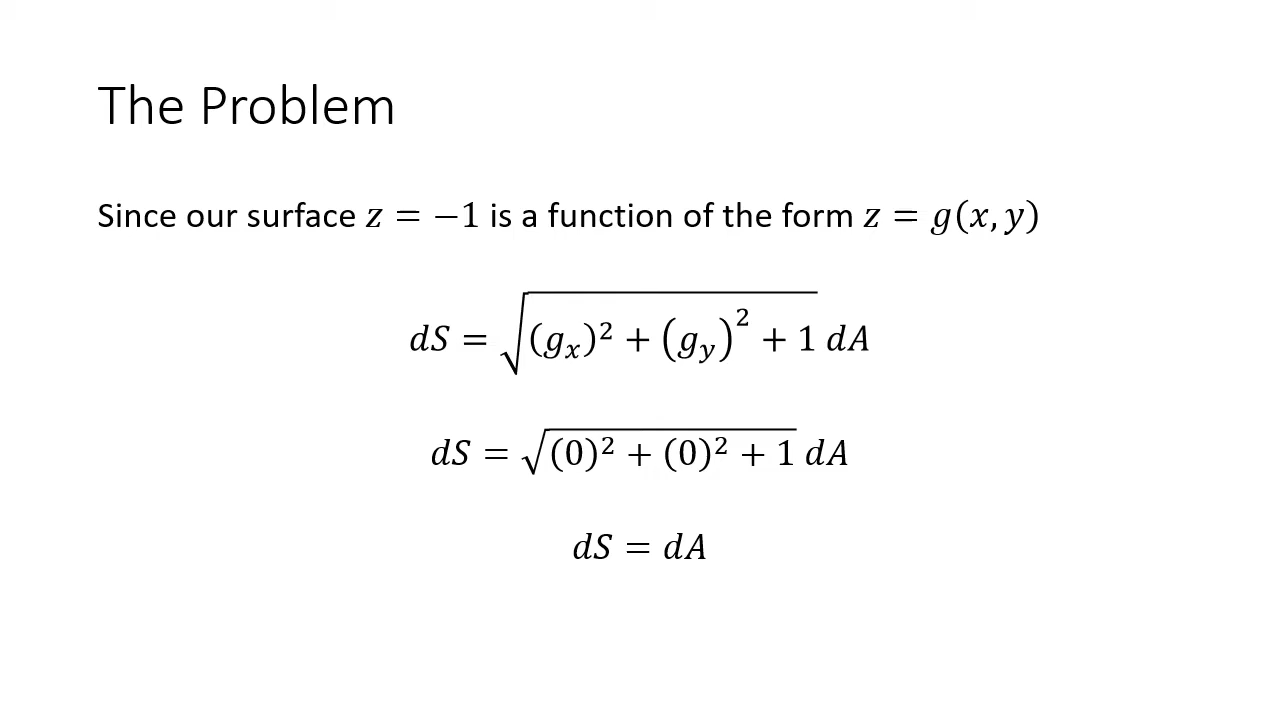 The Problem
Since our surface z = −1 is a function of the form z = g(x, y)
dS = √((gₓ)² + (g_y)² + 1) dA
dS = √((0)² + (0)² + 1) dA
dS = dA